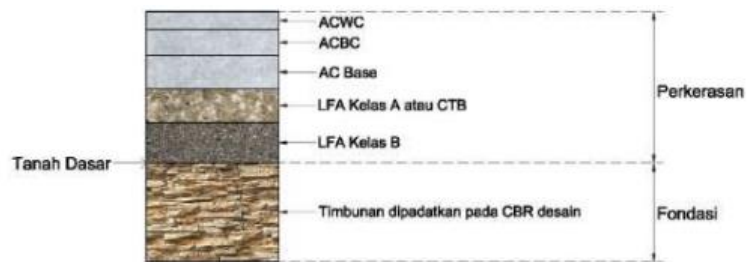 ACWC
ACBC
AC Base
Perkerasan
LFA Kelas A atau CTB
LFA Kelas B
Tanah Dasar
Timbunan dipadatkan pada CBR desain
Fondasi